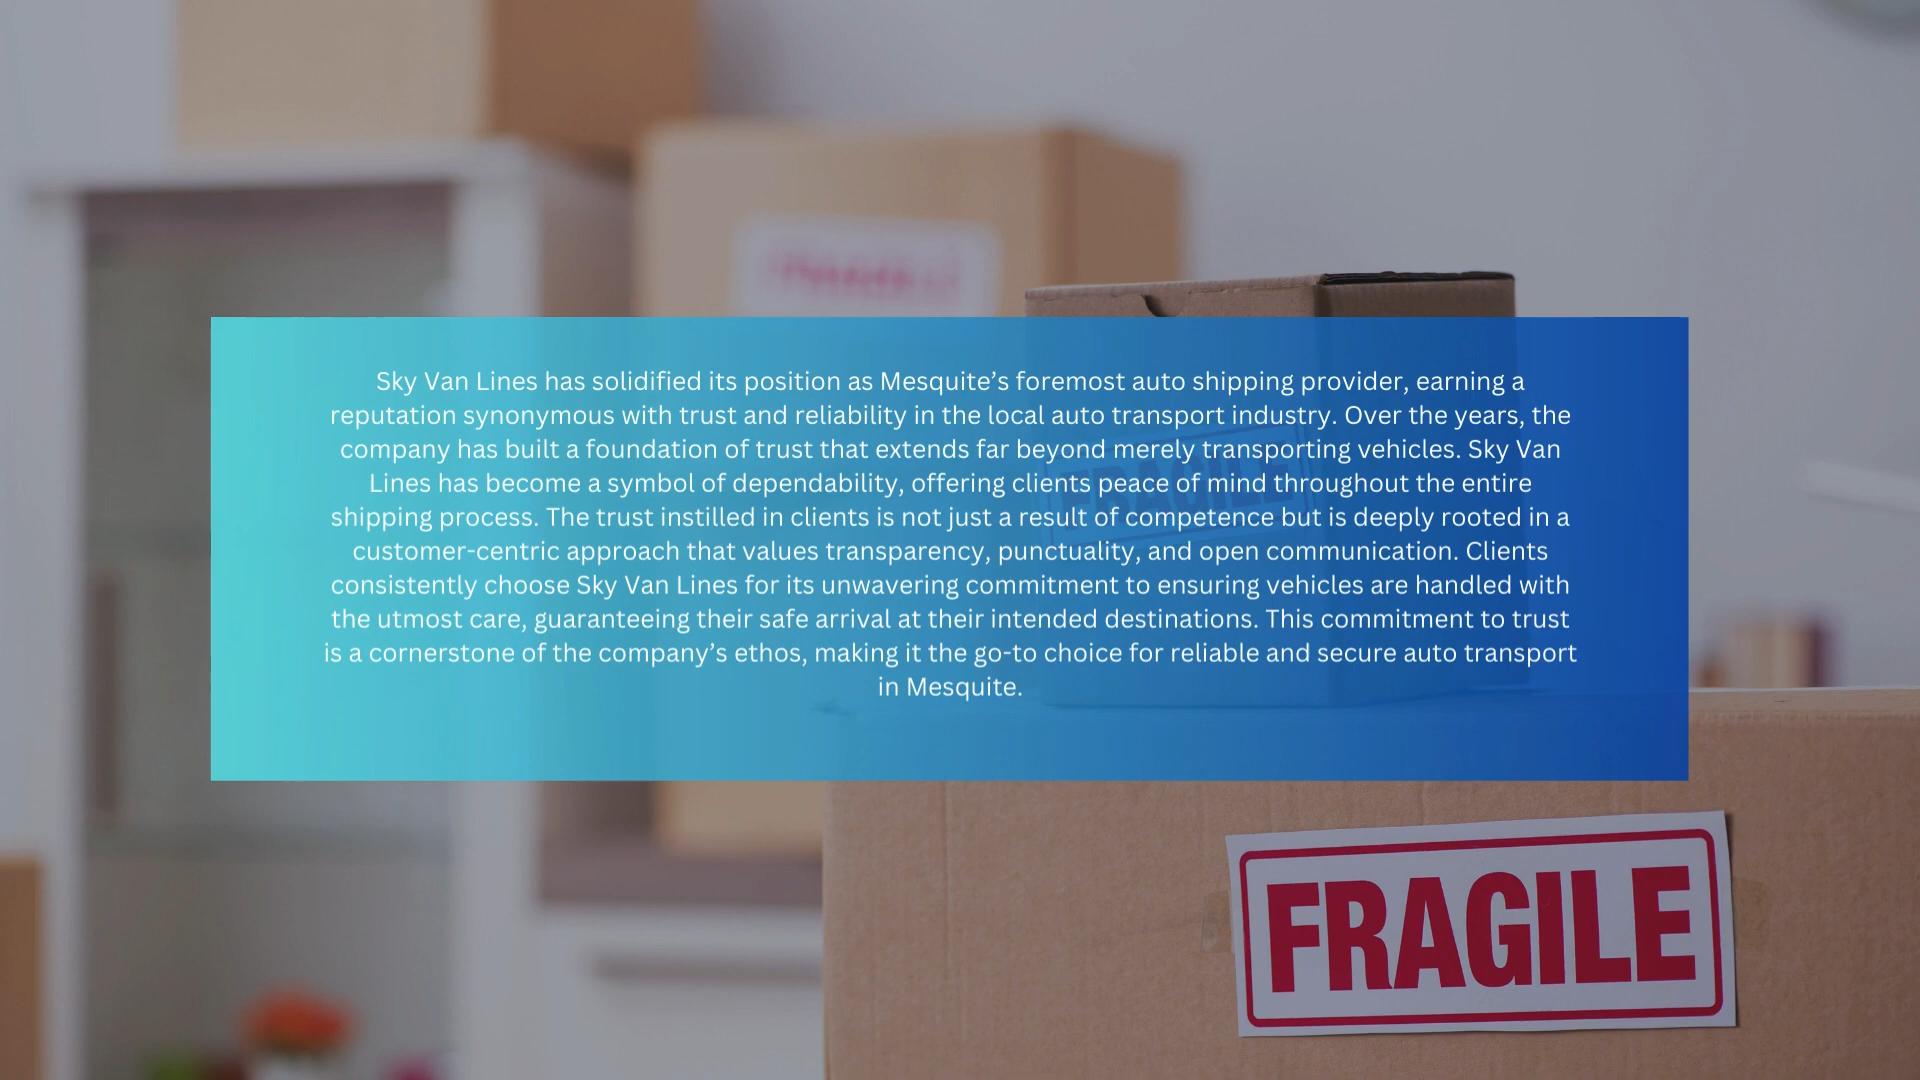 Sky Van Lines has solidified its position as Mesquite’s foremost auto shipping provider, earning a
reputation synonymous with trust and reliability in the local auto transport industry. Over the years, the
company has built a foundation of trust that extends far beyond merely transporting vehicles. Sky Van
Lines has become a symbol of dependability, offering clients peace of mind throughout the entire
shipping process. The trust instilled in clients is not just a result of competence but is deeply rooted in a
customer-centric approach that values transparency, punctuality, and open communication. Clients
consistently choose Sky Van Lines for its unwavering commitment to ensuring vehicles are handled with
the utmost care, guaranteeing their safe arrival at their intended destinations. This commitment to trust
is a cornerstone of the company’s ethos, making it the go-to choice for reliable and secure auto transport
in Mesquite.
FRAGILE